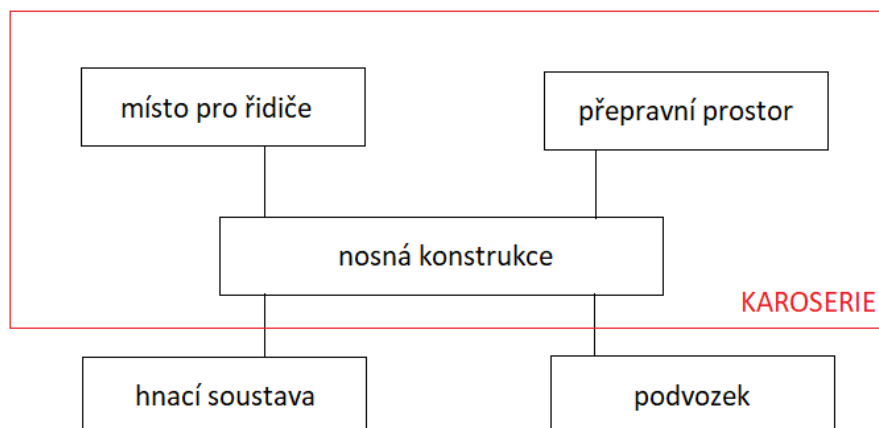 místo pro řidiče
přepravní prostor
nosná konstrukce
KAROSERIE
hnací soustava
podvozek